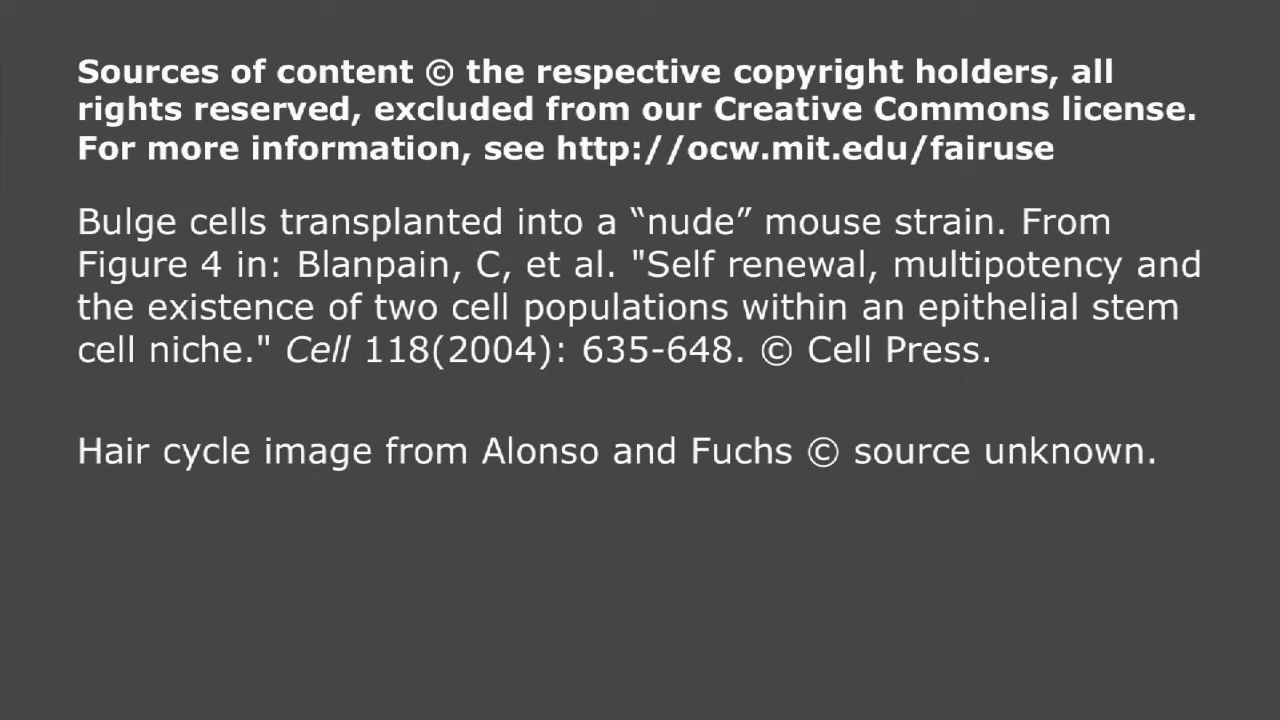 Sources of content © the respective copyright holders, all
rights reserved, excluded from our Creative Commons license.
For more information, see http://ocw.mit.edu/fairuse
Bulge cells transplanted into a “nude” mouse strain. From
Figure 4 in: Blanpain, C, et al. "Self renewal, multipotency and
the existence of two cell populations within an epithelial stem
cell niche." Cell 118(2004): 635-648. © Cell Press.
Hair cycle image from Alonso and Fuchs © source unknown.